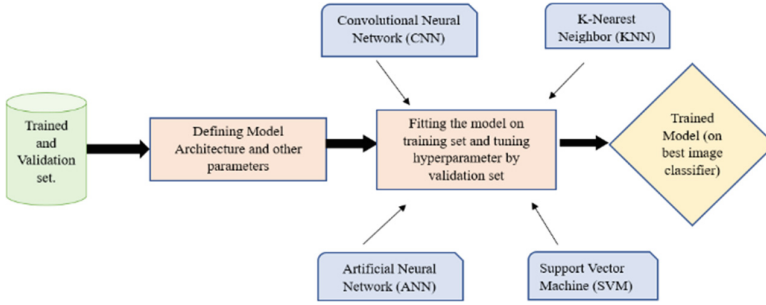 Convolutional Neural
Network (CNN)
K-Nearest
Neighbor (KNN)
Trained
and
Validation
set.
Defining Model
Architecture and other
parameters
Fitting the model on
training set and tuning
hyperparameter by
validation set
Trained
Model (on
best image
classifier)
Artificial Neural
Network (ANN)
Support Vector
Machine (SVM)